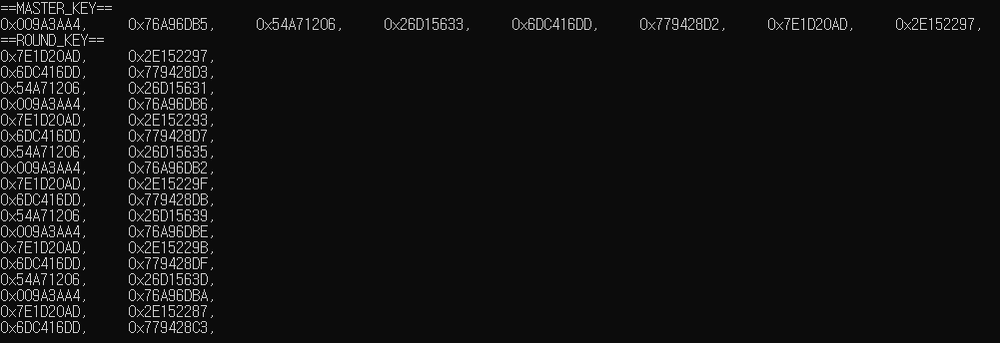 ==MASTER_KEY==
0x009A3AA4, 0x76A96DB5, 0x54A71206, 0x26D15633, 0x6DC416DD, 0x779428D2, 0x7E1D20AD, 0x2E152297,
==ROUND_KEY==
0x7E1D20AD, 0x2E152297,
0x6DC416DD, 0x779428D3,
0x54A71206, 0x26D15631,
0x009A3AA4, 0x76A96DB6,
0x7E1D20AD, 0x2E152293,
0x6DC416DD, 0x779428D7,
0x54A71206, 0x26D15635,
0x009A3AA4, 0x76A96DB2,
0x7E1D20AD, 0x2E15229F,
0x6DC416DD, 0x779428DB,
0x54A71206, 0x26D15639,
0x009A3AA4, 0x76A96DBE,
0x7E1D20AD, 0x2E15229B,
0x6DC416DD, 0x779428DF,
0x54A71206, 0x26D1563D,
0x009A3AA4, 0x76A96DBA,
0x7E1D20AD, 0x2E152287,
0x6DC416DD, 0x779428C3,